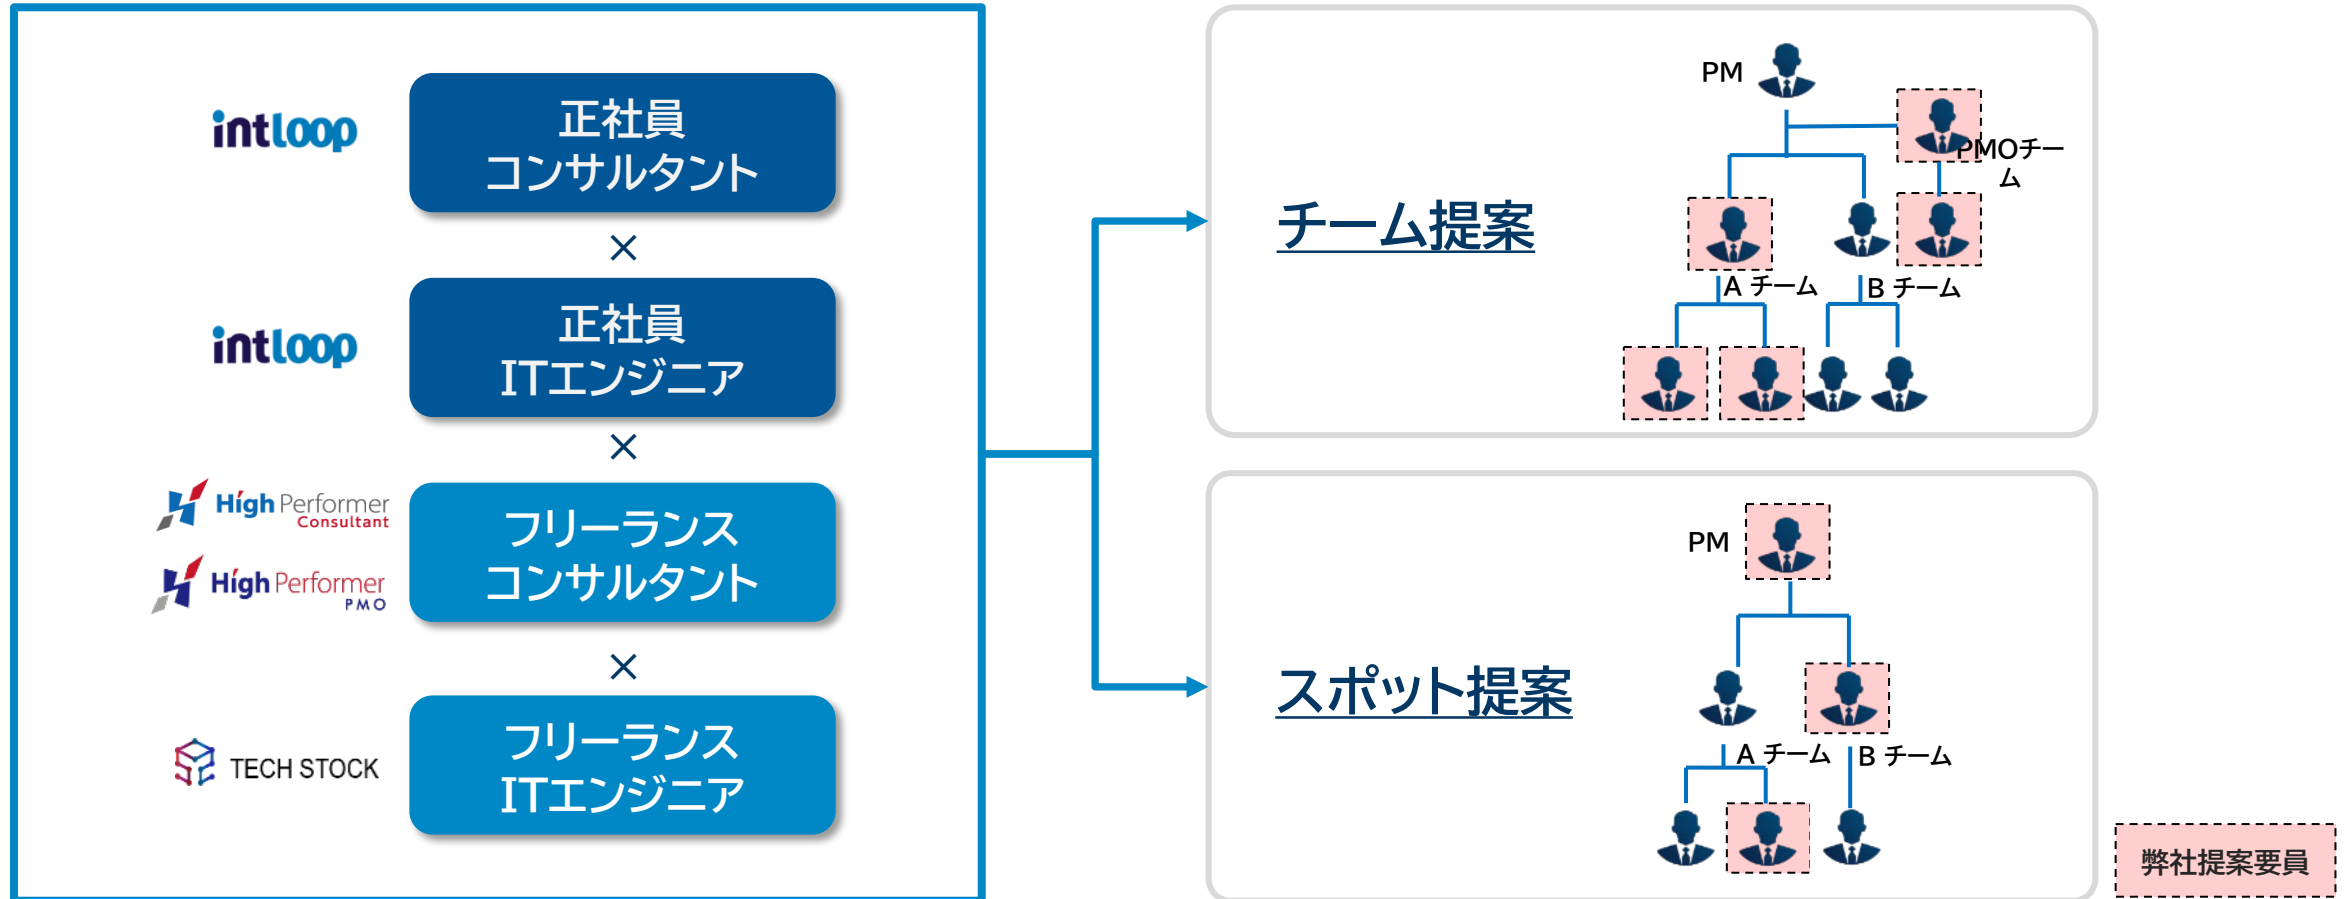 intloop
正社員
コンサルタント
×
intloop
正社員
ITエンジニア
×
High Performer
Consultant
High Performer
PMO
フリーランス
コンサルタント
×
TECH STOCK
フリーランス
ITエンジニア
チーム提案
PM
PMOチー
ム
A チーム
B チーム
スポット提案
PM
A チーム
B チーム
弊社提案要員